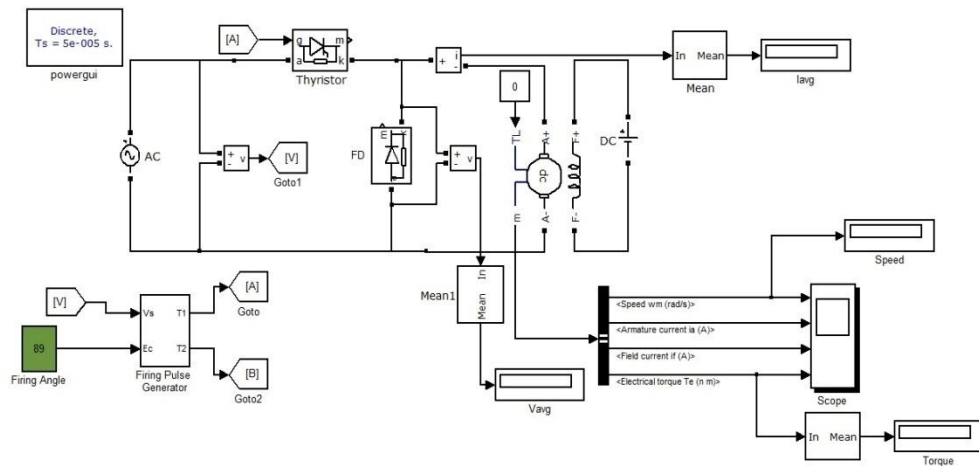 Discrete,
Ts = 5e-005 s.
powergui
[A]
g
m
a
k
Thyristor
+
i
-
In
Mean
Mean
Iavg
0
AC
+
-
v
[V]
Goto1
FD
m
k
a
+
-
v
TL
m
A+
A-
dc
F+
F-
DC
+
In
Mean
Mean1
Vavg
Speed
<Speed wm (rad/s)>
<Armature current ia (A)>
<Field current if (A)>
<Electrical torque Te (n m)>
Scope
In
Mean
Torque
[V]
Vs
T1
[A]
Goto
89
Ec
T2
[B]
Goto2
Firing Angle
Firing Pulse
Generator